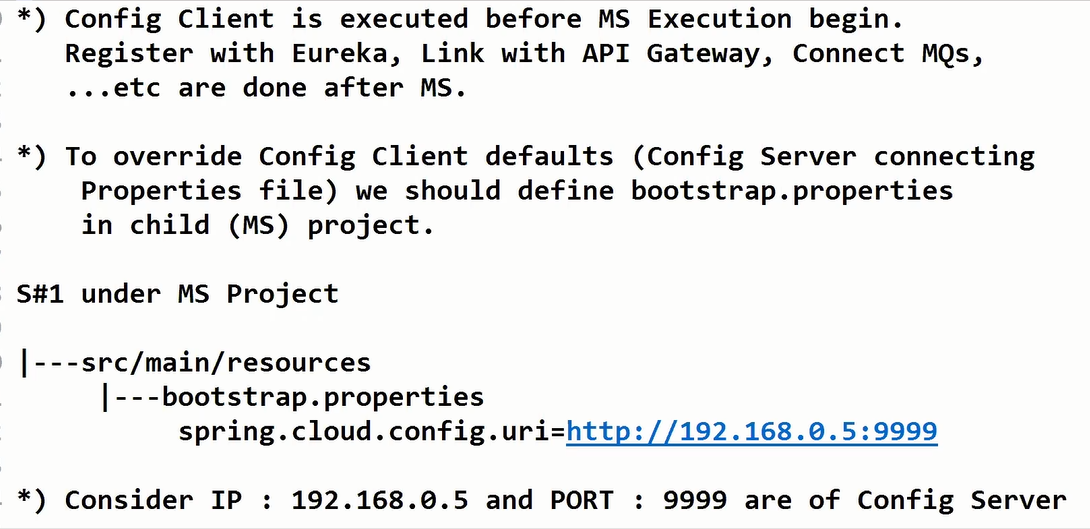 *) Config Client is executed before MS Execution begin.
Register with Eureka, Link with API Gateway, Connect MQs,
...etc are done after MS.
*) To override Config Client defaults (Config Server connecting
Properties file) we should define bootstrap.properties
in child (MS) project.
S#1 under MS Project
|---src/main/resources
|---bootstrap.properties
spring.cloud.config.uri=http://192.168.0.5:9999
*) Consider IP : 192.168.0.5 and PORT : 9999 are of Config Server